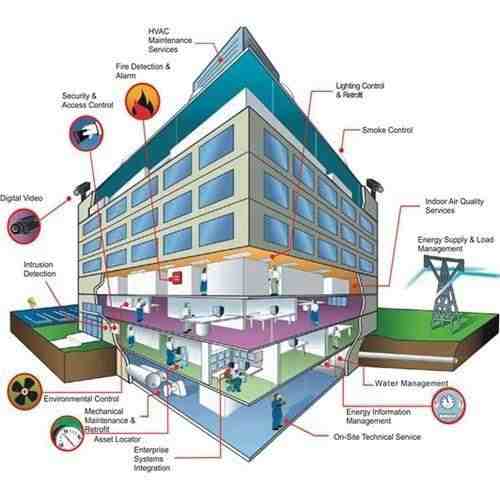 HVAC
Maintenance
Services
Fire Detection &
Alarm
Security &
Access Control
Lighting Control
& Retrofit
Smoke Control
Digital Video
Indoor Air Quality
Services
Energy Supply & Load
Management
Intrusion
Detection
Environmental Control
Water Management
Mechanical
Maintenance &
Retrofit
Asset Locator
Energy Information
Management
On-Site Technical Service
Enterprise
Systems
Integration